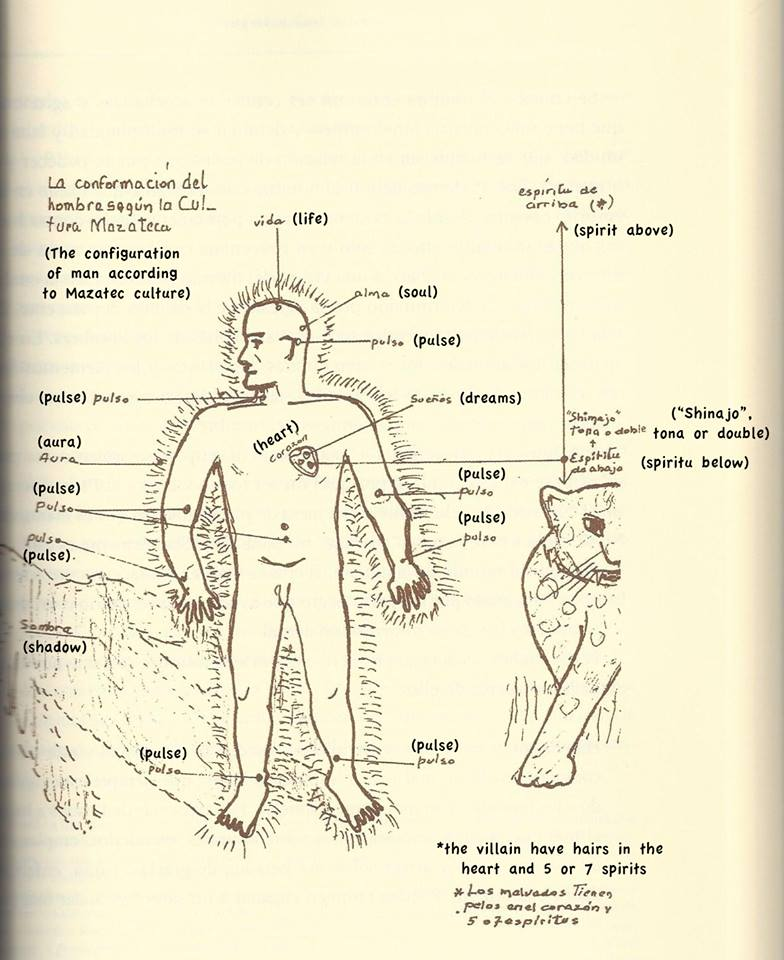 La conformación del
hombre según la Cul_
tura Mazateca
(The configuration
of man according
to Mazatec culture)
espíritu de
arriba (*)
(spirit above)
vida (life)
alma (soul)
pulso (pulse)
(pulse) pulso
Sueños (dreams)
(heart)
corazon
(aura)
Aura
(pulse)
Pulso
pulso
(pulse)
(pulse)
pulso
(pulse)
pulso
"Shimajo"
Tona o doble
+
Espíritu
de abajo
("Shinajo",
tona or double)
(spiritu below)
Sombra
(shadow)
(pulse)
pulso
(pulse)
pulso
*the villain have hairs in the
heart and 5 or 7 spirits
* Los malvados Tienen
pelos en el corazón y
5 o 7 espíritus